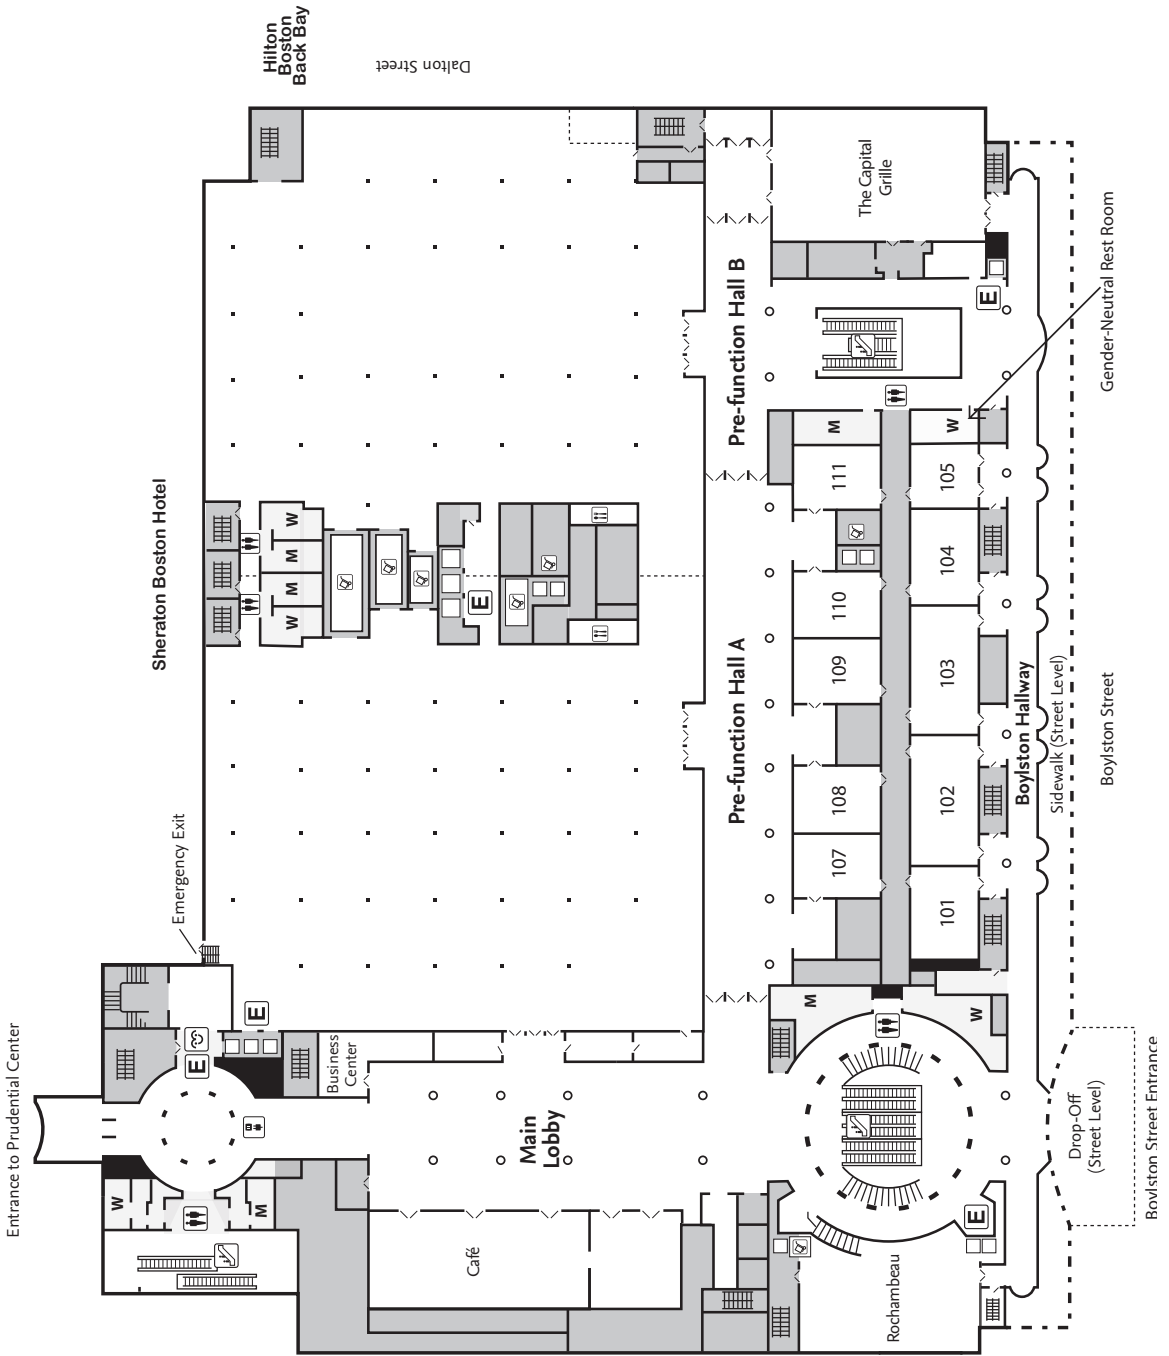 Hilton
Boston
Back Bay
Dalton Street
The Capital
Grille
Gender-Neutral Rest Room
Pre-function Hall B
E
M
W
111
105
Sheraton Boston Hotel
W
M
M
W
E
104
110
103
109
Pre-function Hall A
Boylston Hallway
Sidewalk (Street Level)
Boylston Street
108
102
107
101
Emergency Exit
M
W
E
E
Business
Center
Entrance to Prudential Center
Main
Lobby
Drop-Off
(Street Level)
Boylston Street Entrance
W
M
E
Café
Rochambeau